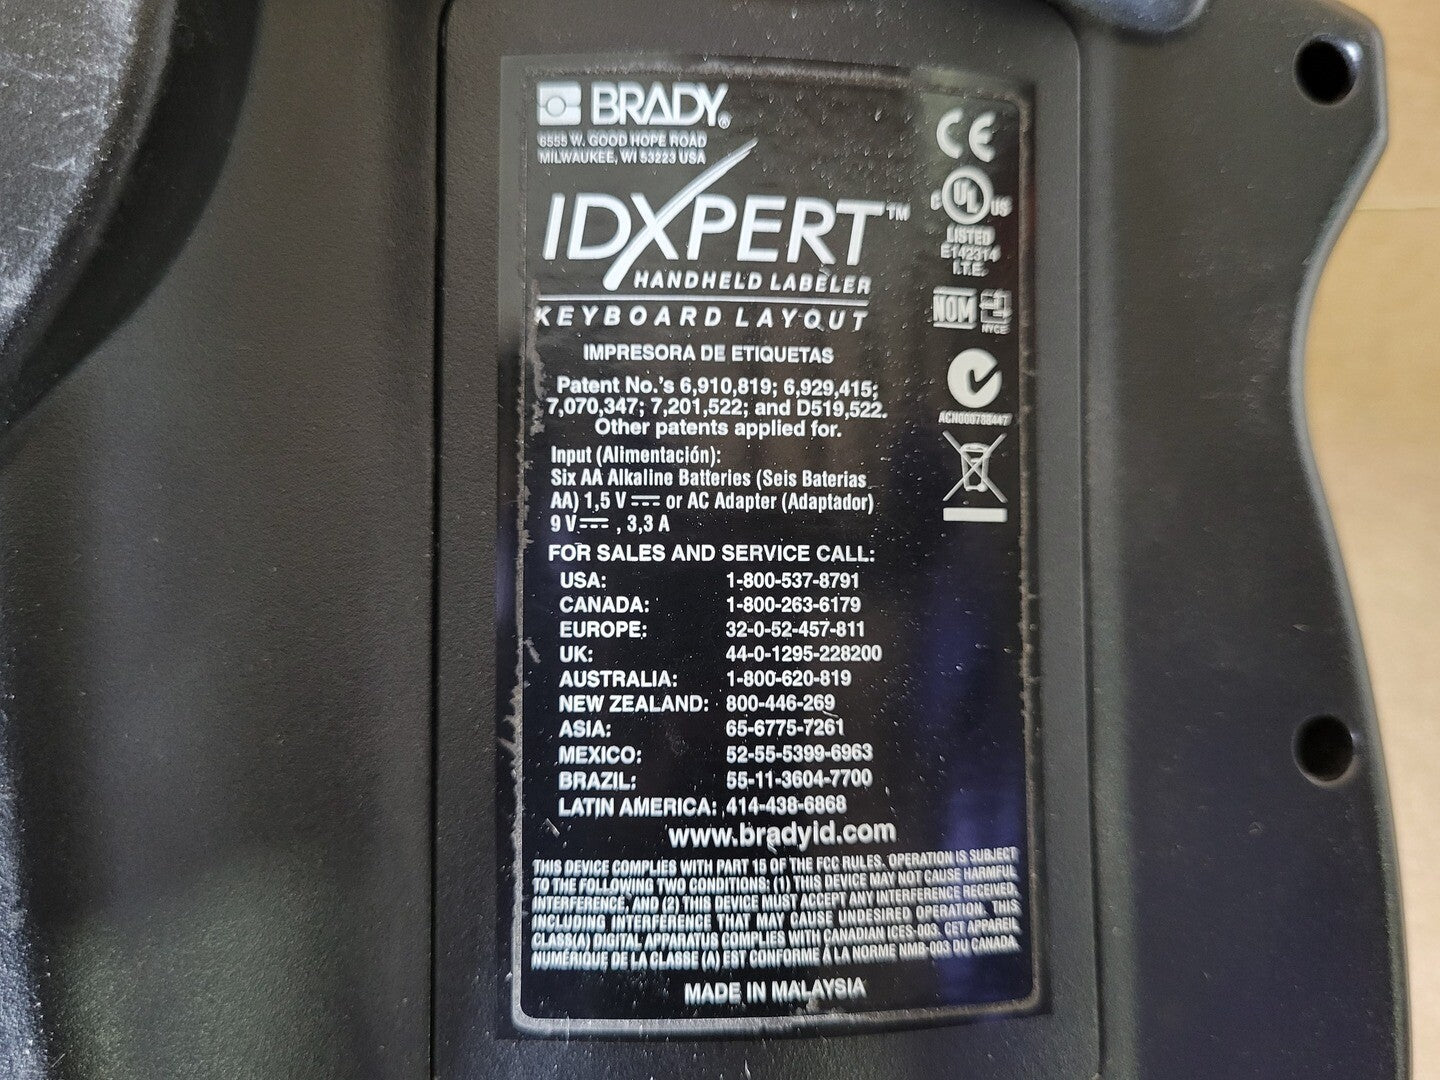 BRADY®
6555 W. GOOD HOPE ROAD
MILWAUKEE, WI 53223 USA
IDXPERT™
HANDHELD LABELER
KEYBOARD LAYOUT
IMPRESORA DE ETIQUETAS
Patent No.'s 6,910,819; 6,929,415;
7,070,347; 7,201,522; and D519,522.
Other patents applied for.
Input (Alimentación):
Six AA Alkaline Batteries (Seis Baterias
AA) 1,5 V ⎓ or AC Adapter (Adaptador)
9 V ⎓ , 3,3 A
FOR SALES AND SERVICE CALL:
USA: 1-800-537-8791
CANADA: 1-800-263-6179
EUROPE: 32-0-52-457-811
UK: 44-0-1295-228200
AUSTRALIA: 1-800-620-819
NEW ZEALAND: 800-446-269
ASIA: 65-6775-7261
MEXICO: 52-55-5399-6963
BRAZIL: 55-11-3604-7700
LATIN AMERICA: 414-438-6868
www.bradyid.com
THIS DEVICE COMPLIES WITH PART 15 OF THE FCC RULES. OPERATION IS SUBJECT
TO THE FOLLOWING TWO CONDITIONS: (1) THIS DEVICE MAY NOT CAUSE HARMFUL
INTERFERENCE, AND (2) THIS DEVICE MUST ACCEPT ANY INTERFERENCE RECEIVED,
INCLUDING INTERFERENCE THAT MAY CAUSE UNDESIRED OPERATION. THIS
CLASS(A) DIGITAL APPARATUS COMPLIES WITH CANADIAN ICES-003. CET APPAREIL
NUMÉRIQUE DE LA CLASSE (A) EST CONFORME À LA NORME NMB-003 DU CANADA
MADE IN MALAYSIA
CE
C UL US
LISTED
E142314
I.T.E.
NOM
NYCE